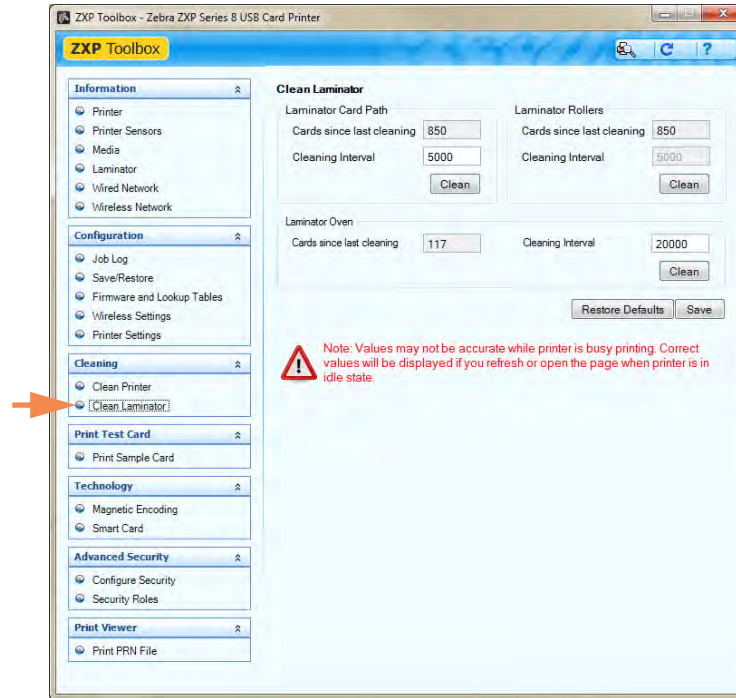 ZXP Toolbox - Zebra ZXP Series 8 USB Card Printer
ZXP Toolbox
?
Information
Printer
Printer Sensors
Media
Laminator
Wired Network
Wireless Network
Configuration
Job Log
Save/Restore
Firmware and Lookup Tables
Wireless Settings
Printer Settings
Cleaning
Clean Printer
Clean Laminator
Print Test Card
Print Sample Card
Technology
Magnetic Encoding
Smart Card
Advanced Security
Configure Security
Security Roles
Print Viewer
Print PRN File
Clean Laminator
Laminator Card Path
Cards since last cleaning 850
Cleaning Interval 5000
Clean
Laminator Rollers
Cards since last cleaning 850
Cleaning Interval 5000
Clean
Laminator Oven
Cards since last cleaning 117 Cleaning Interval 20000
Clean
Restore Defaults Save
Note: Values may not be accurate while printer is busy printing. Correct
values will be displayed if you refresh or open the page when printer is in
idle state.